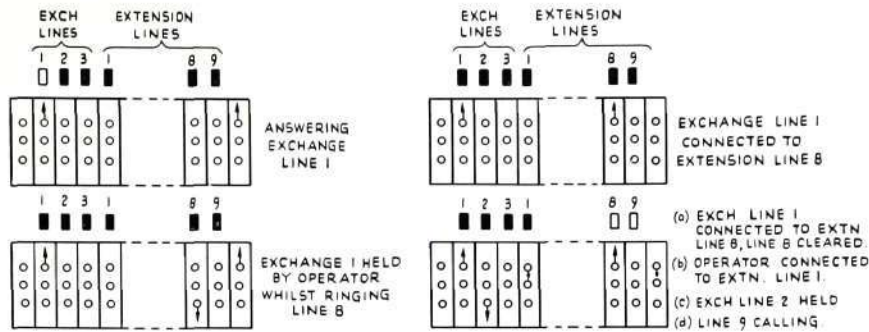 EXCH
LINES
EXTENSION
LINES
1 2 3 1 8 9
ANSWERING
EXCHANGE
LINE 1
EXCH
LINES
EXTENSION
LINES
1 2 3 1 8 9
EXCHANGE LINE 1
CONNECTED TO
EXTENSION LINE 8
1 2 3 1 8 9
EXCHANGE 1 HELD
BY OPERATOR
WHILST RINGING
LINE 8
1 2 3 1 8 9
(a) EXCH LINE 1
CONNECTED TO EXTN
LINE 8, LINE 8 CLEARED.
(b) OPERATOR CONNECTED
TO EXTN. LINE 1.
(c) EXCH LINE 2 HELD
(d) LINE 9 CALLING